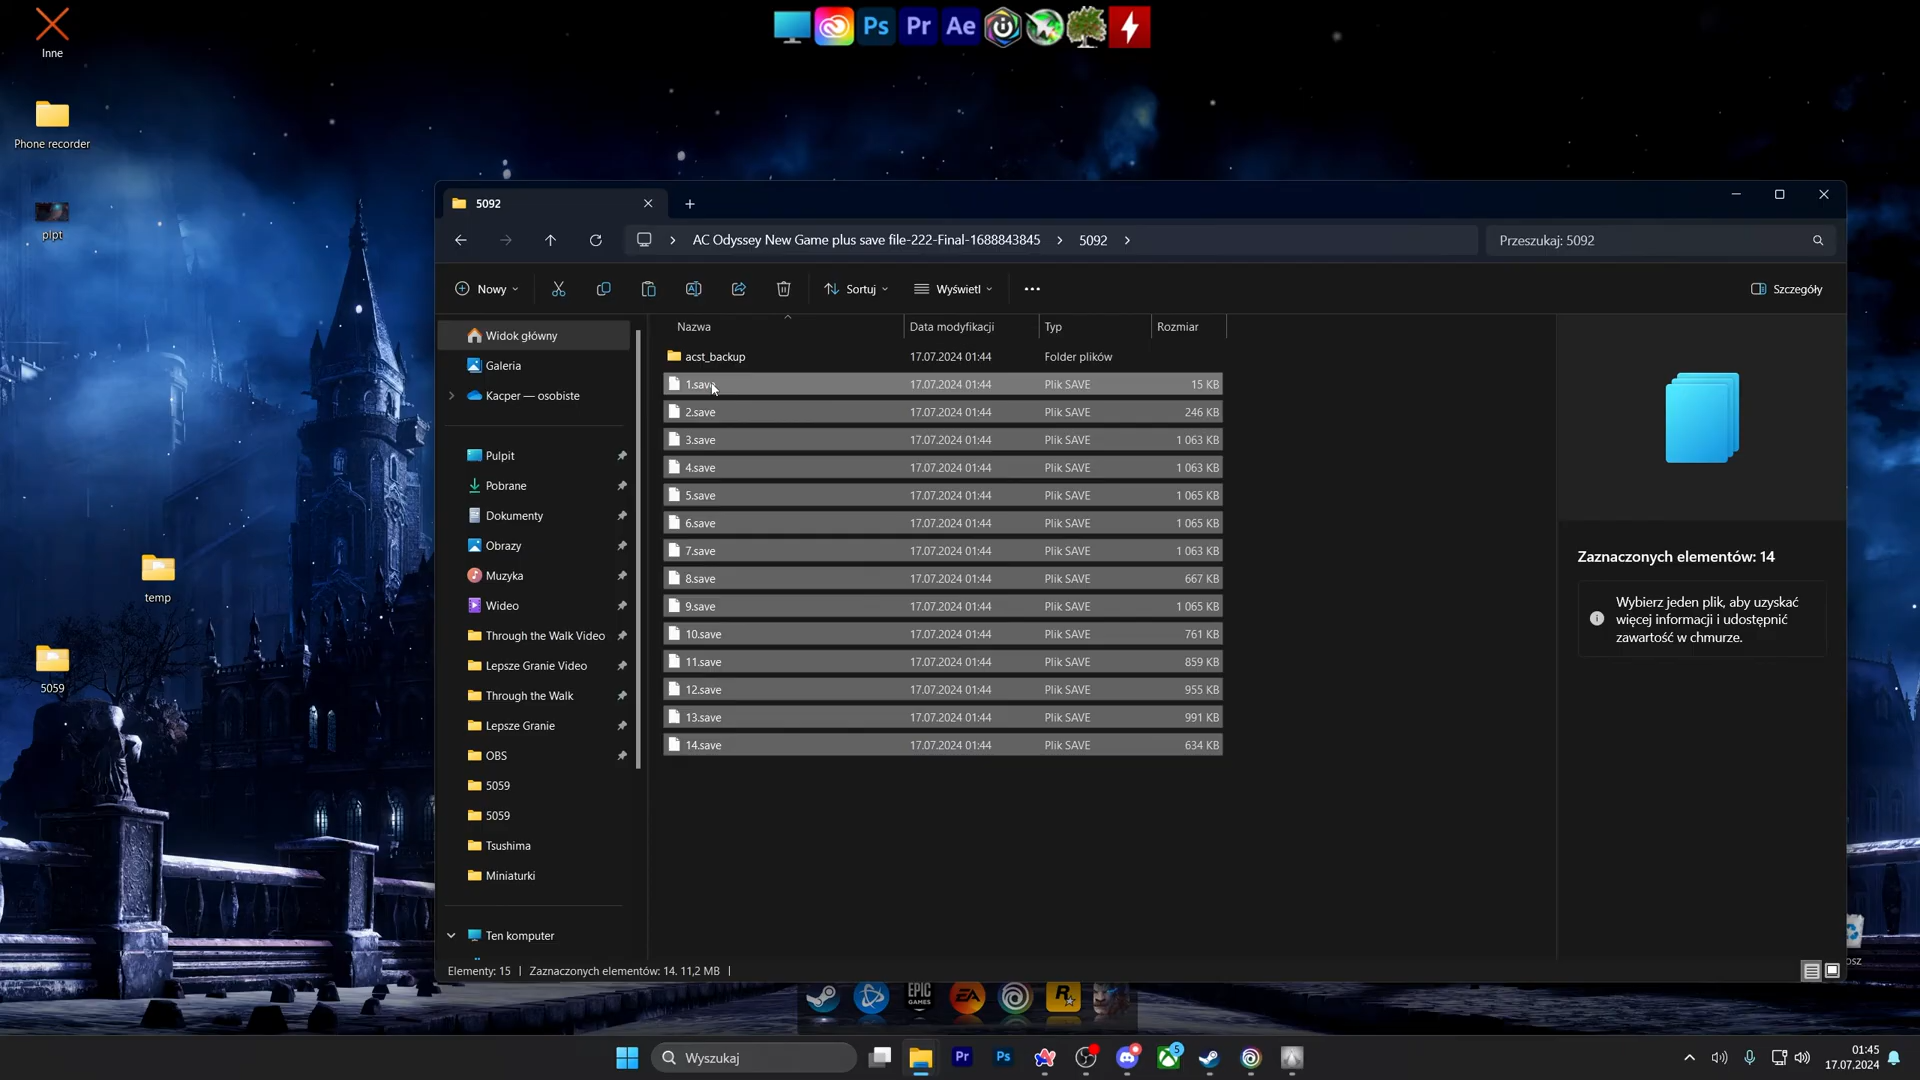 Inne
Phone recorder
plpt
temp
5059
Ps
Pr
Ae
5092
AC Odyssey New Game plus save file-222-Final-1688843845
5092
Przeszukaj: 5092
Nowy
Sortuj
Wyświetl
Szczegóły
Widok główny
Galeria
Kacper — osobiste
Pulpit
Pobrane
Dokumenty
Obrazy
Muzyka
Wideo
Through the Walk Video
Lepsze Granie Video
Through the Walk
Lepsze Granie
OBS
5059
5059
Tsushima
Miniaturki
Ten komputer
Nazwa Data modyfikacji Typ Rozmiar
acst_backup 17.07.2024 01:44 Folder plików
1.save 17.07.2024 01:44 Plik SAVE 15 KB
2.save 17.07.2024 01:44 Plik SAVE 246 KB
3.save 17.07.2024 01:44 Plik SAVE 1 063 KB
4.save 17.07.2024 01:44 Plik SAVE 1 063 KB
5.save 17.07.2024 01:44 Plik SAVE 1 065 KB
6.save 17.07.2024 01:44 Plik SAVE 1 065 KB
7.save 17.07.2024 01:44 Plik SAVE 1 063 KB
8.save 17.07.2024 01:44 Plik SAVE 667 KB
9.save 17.07.2024 01:44 Plik SAVE 1 065 KB
10.save 17.07.2024 01:44 Plik SAVE 761 KB
11.save 17.07.2024 01:44 Plik SAVE 859 KB
12.save 17.07.2024 01:44 Plik SAVE 955 KB
13.save 17.07.2024 01:44 Plik SAVE 991 KB
14.save 17.07.2024 01:44 Plik SAVE 634 KB
Zaznaczonych elementów: 14
Wybierz jeden plik, aby uzyskać
więcej informacji i udostępnić
zawartość w chmurze.
Elementy: 15 Zaznaczonych elementów: 14. 11,2 MB
EPIC
GAMES
EA
R
Wyszukaj
Pr
Ps
5
01:45
17.07.2024